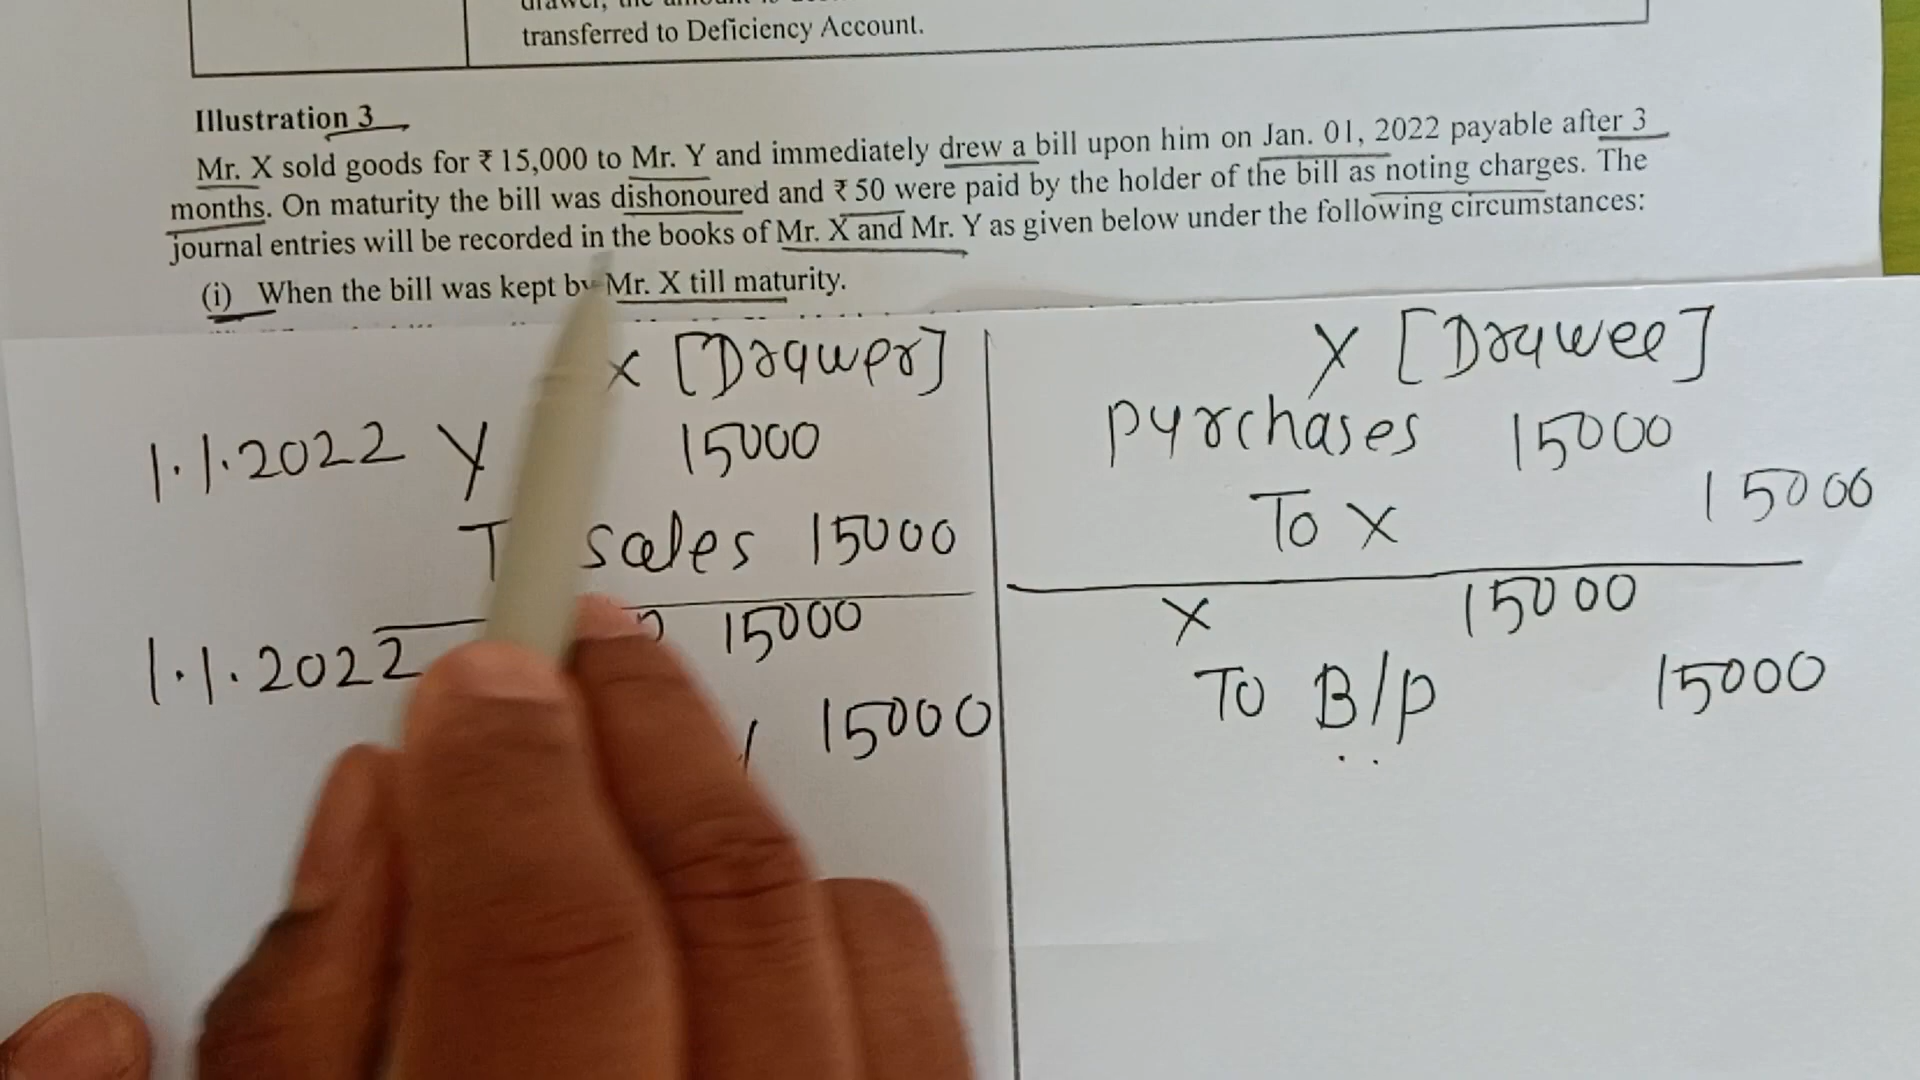 transferred to Deficiency Account.
Illustration 3
Mr. X sold goods for ₹ 15,000 to Mr. Y and immediately drew a bill upon him on Jan. 01, 2022 payable after 3
months. On maturity the bill was dishonoured and ₹ 50 were paid by the holder of the bill as noting charges. The
journal entries will be recorded in the books of Mr. X and Mr. Y as given below under the following circumstances:
(i) When the bill was kept by Mr. X till maturity.
X [Drawer]
1.1.2022 Y 15000
sales 15000
1.1.2022 15000
15000
Y [Drawee]
Purchases 15000
To X 15000
X 15000
To B/p 15000